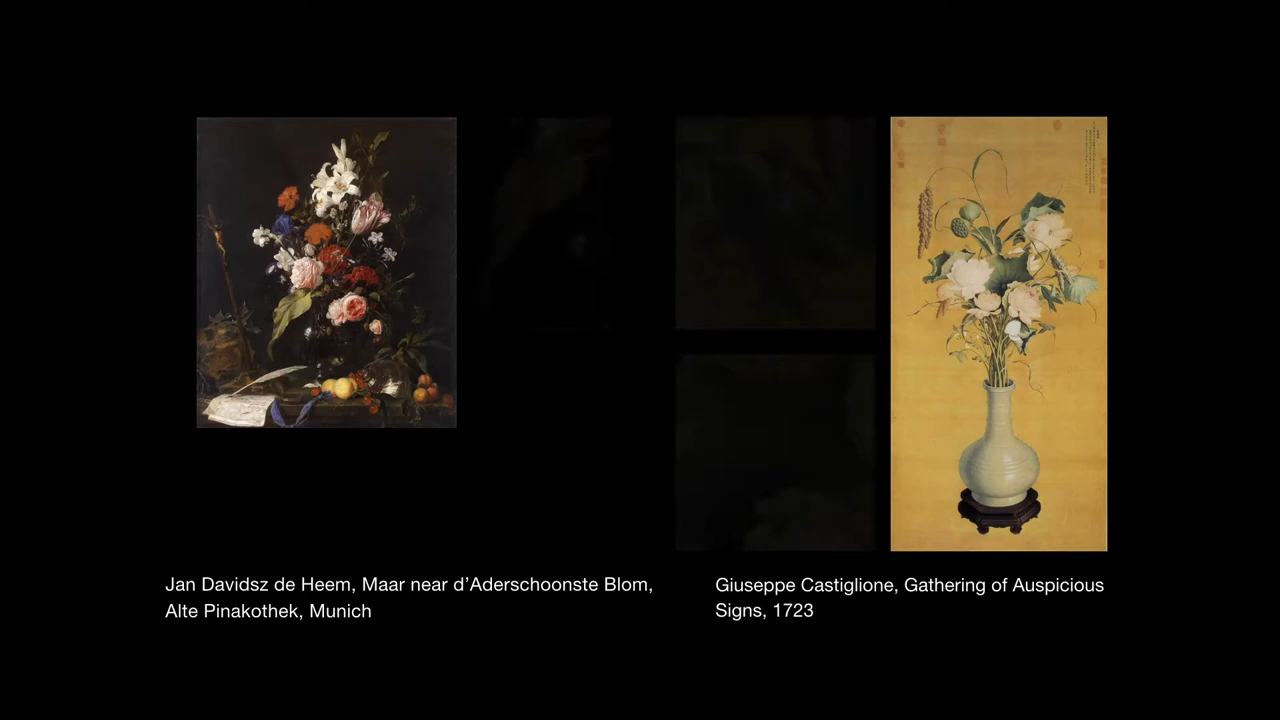 Jan Davidsz de Heem, Maar near d’Aderschoonste Blom,
Alte Pinakothek, Munich
Giuseppe Castiglione, Gathering of Auspicious
Signs, 1723